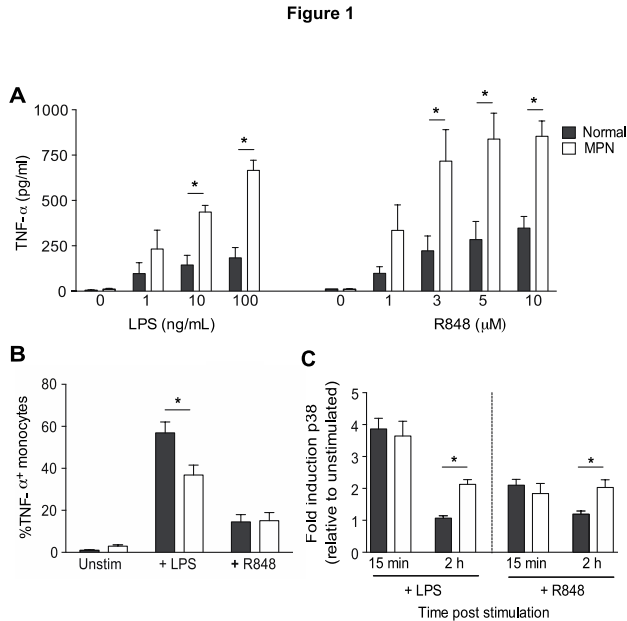 Figure 1
A
1000
750
500
250
0
TNF-α (pg/ml)
* * * * *
Normal
MPN
0 1 10 100 0 1 3 5 10
LPS (ng/mL) R848 (μM)
B
80
60
40
20
0
%TNF-α⁺ monocytes
*
Unstim + LPS + R848
C
5
4
3
2
1
0
Fold induction p38
(relative to unstimulated)
* *
15 min 2 h 15 min 2 h
+ LPS + R848
Time post stimulation